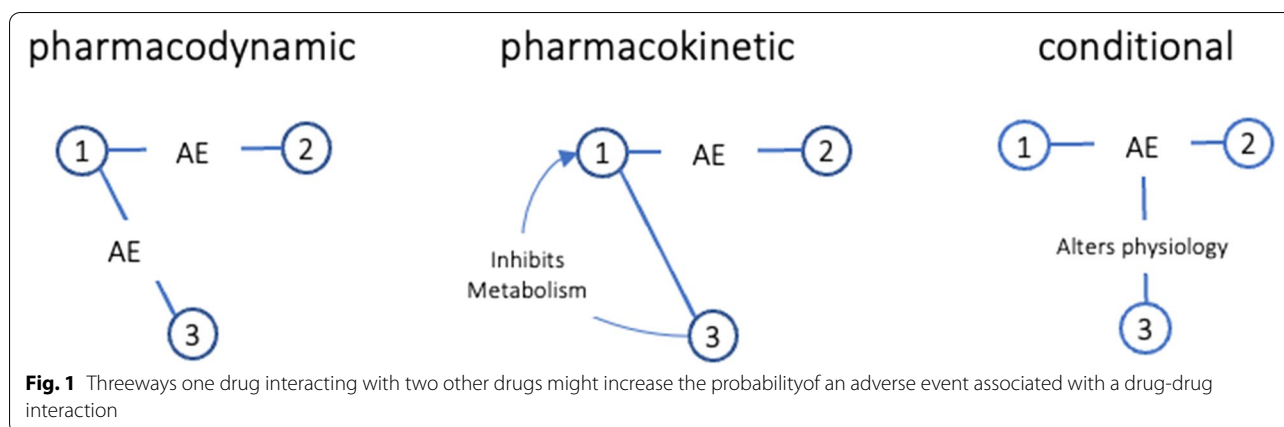 pharmacodynamic
pharmacokinetic
conditional
1
AE
2
AE
3
1
AE
2
Inhibits
Metabolism
3
1
AE
2
Alters physiology
3
Fig. 1 Threeways one drug interacting with two other drugs might increase the probabilityof an adverse event associated with a drug-drug
interaction